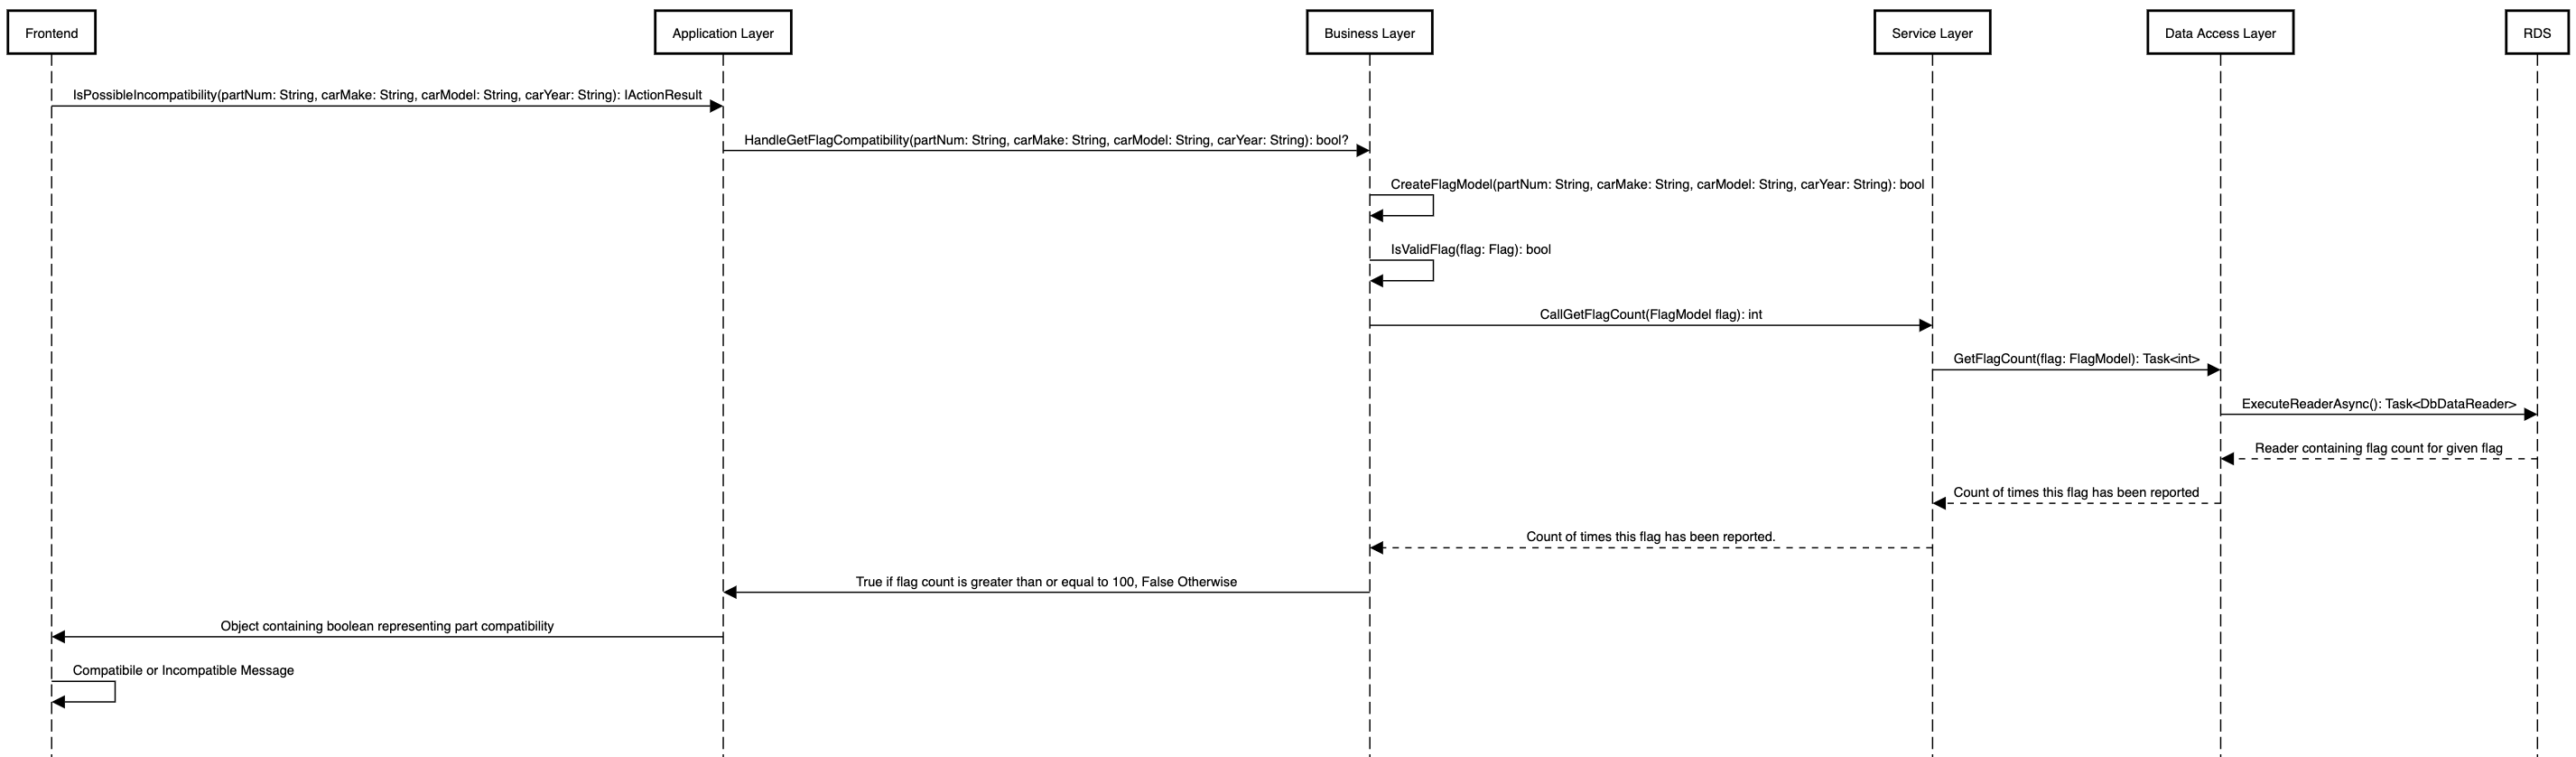 Frontend
Application Layer
Business Layer
Service Layer
Data Access Layer
RDS
IsPossibleIncompatibility(partNum: String, carMake: String, carModel: String, carYear: String): IActionResult
HandleGetFlagCompatibility(partNum: String, carMake: String, carModel: String, carYear: String): bool?
CreateFlagModel(partNum: String, carMake: String, carModel: String, carYear: String): bool
IsValidFlag(flag: Flag): bool
CallGetFlagCount(FlagModel flag): int
GetFlagCount(flag: FlagModel): Task<int>
ExecuteReaderAsync(): Task<DbDataReader>
Reader containing flag count for given flag
Count of times this flag has been reported
Count of times this flag has been reported.
True if flag count is greater than or equal to 100, False Otherwise
Object containing boolean representing part compatibility
Compatibile or Incompatible Message